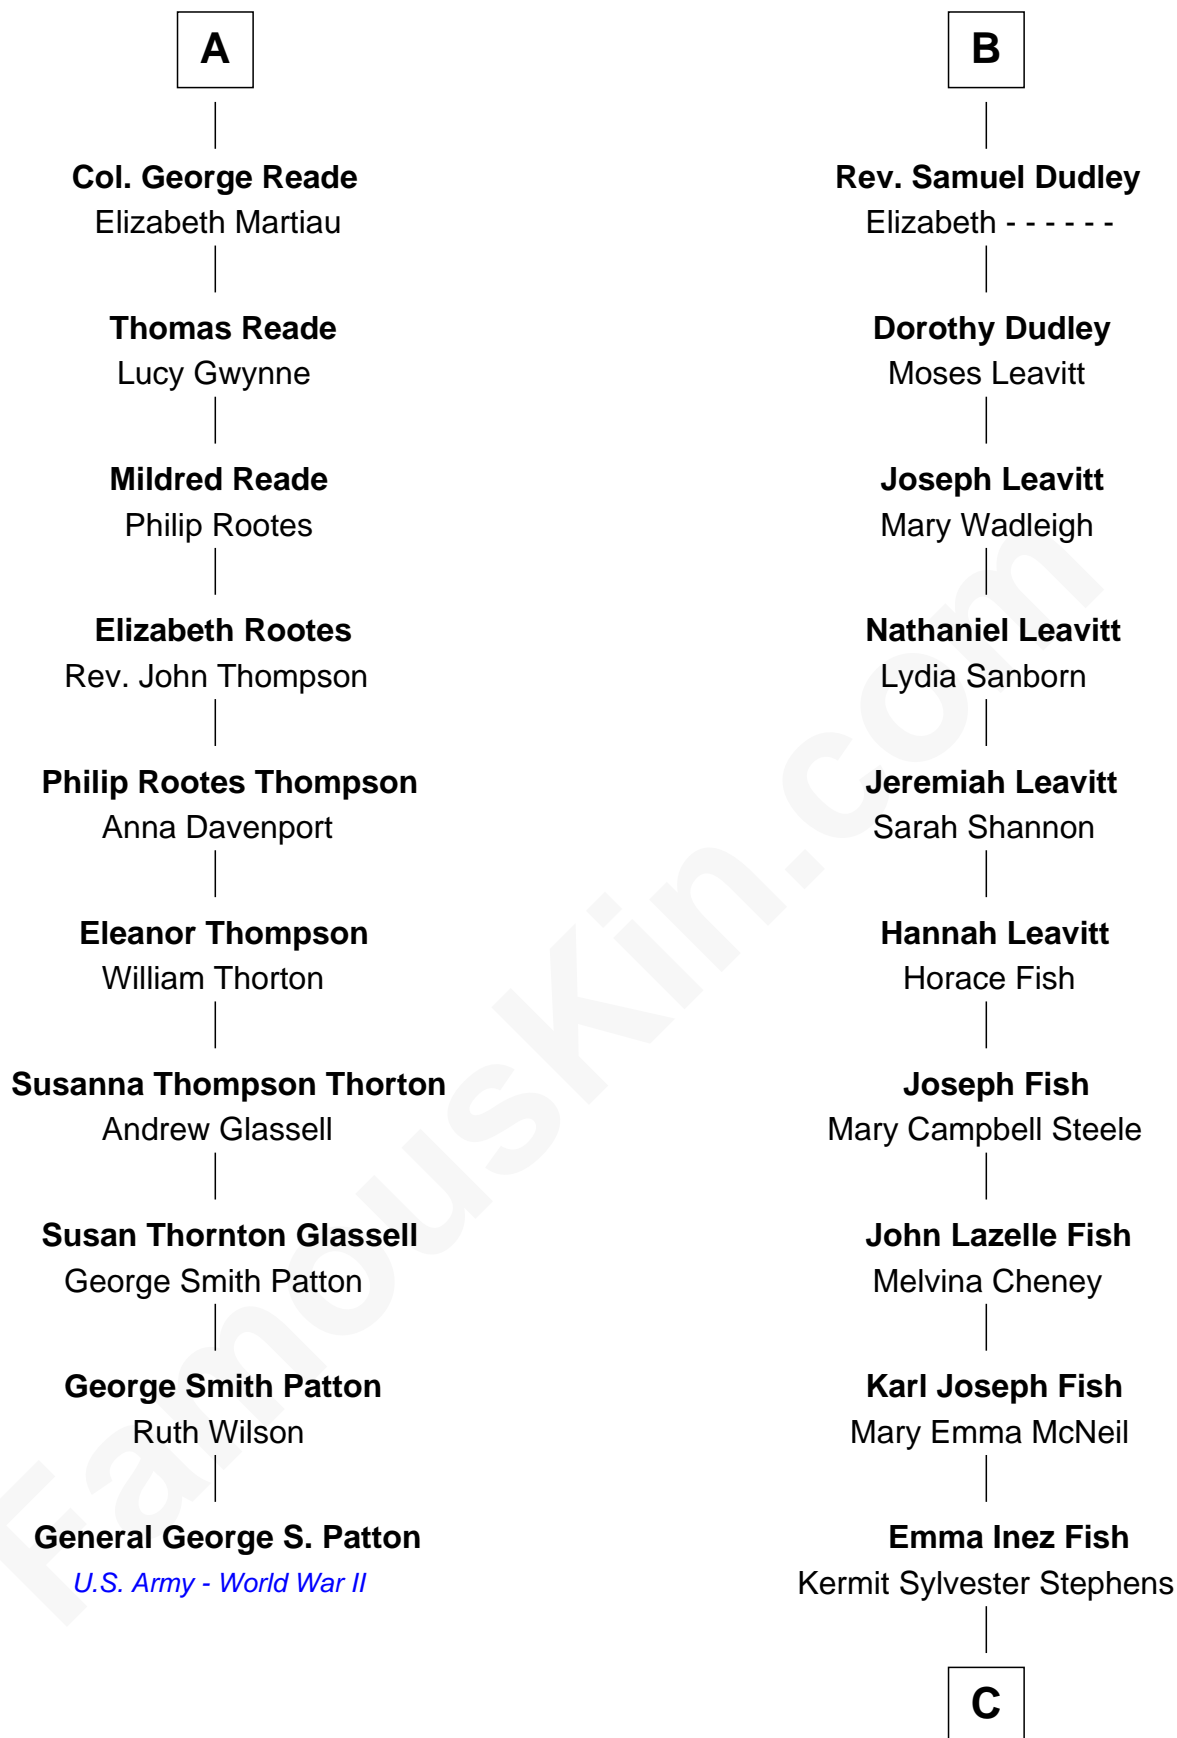 A
Col. George Reade
Elizabeth Martiau
Thomas Reade
Lucy Gwynne
Mildred Reade
Philip Rootes
Elizabeth Rootes
Rev. John Thompson
Philip Rootes Thompson
Anna Davenport
Eleanor Thompson
William Thorton
Susanna Thompson Thorton
Andrew Glassell
Susan Thornton Glassell
George Smith Patton
George Smith Patton
Ruth Wilson
General George S. Patton
U.S. Army - World War II
B
Rev. Samuel Dudley
Elizabeth - - - - - -
Dorothy Dudley
Moses Leavitt
Joseph Leavitt
Mary Wadleigh
Nathaniel Leavitt
Lydia Sanborn
Jeremiah Leavitt
Sarah Shannon
Hannah Leavitt
Horace Fish
Joseph Fish
Mary Campbell Steele
John Lazelle Fish
Melvina Cheney
Karl Joseph Fish
Mary Emma McNeil
Emma Inez Fish
Kermit Sylvester Stephens
C
FamousKin.com